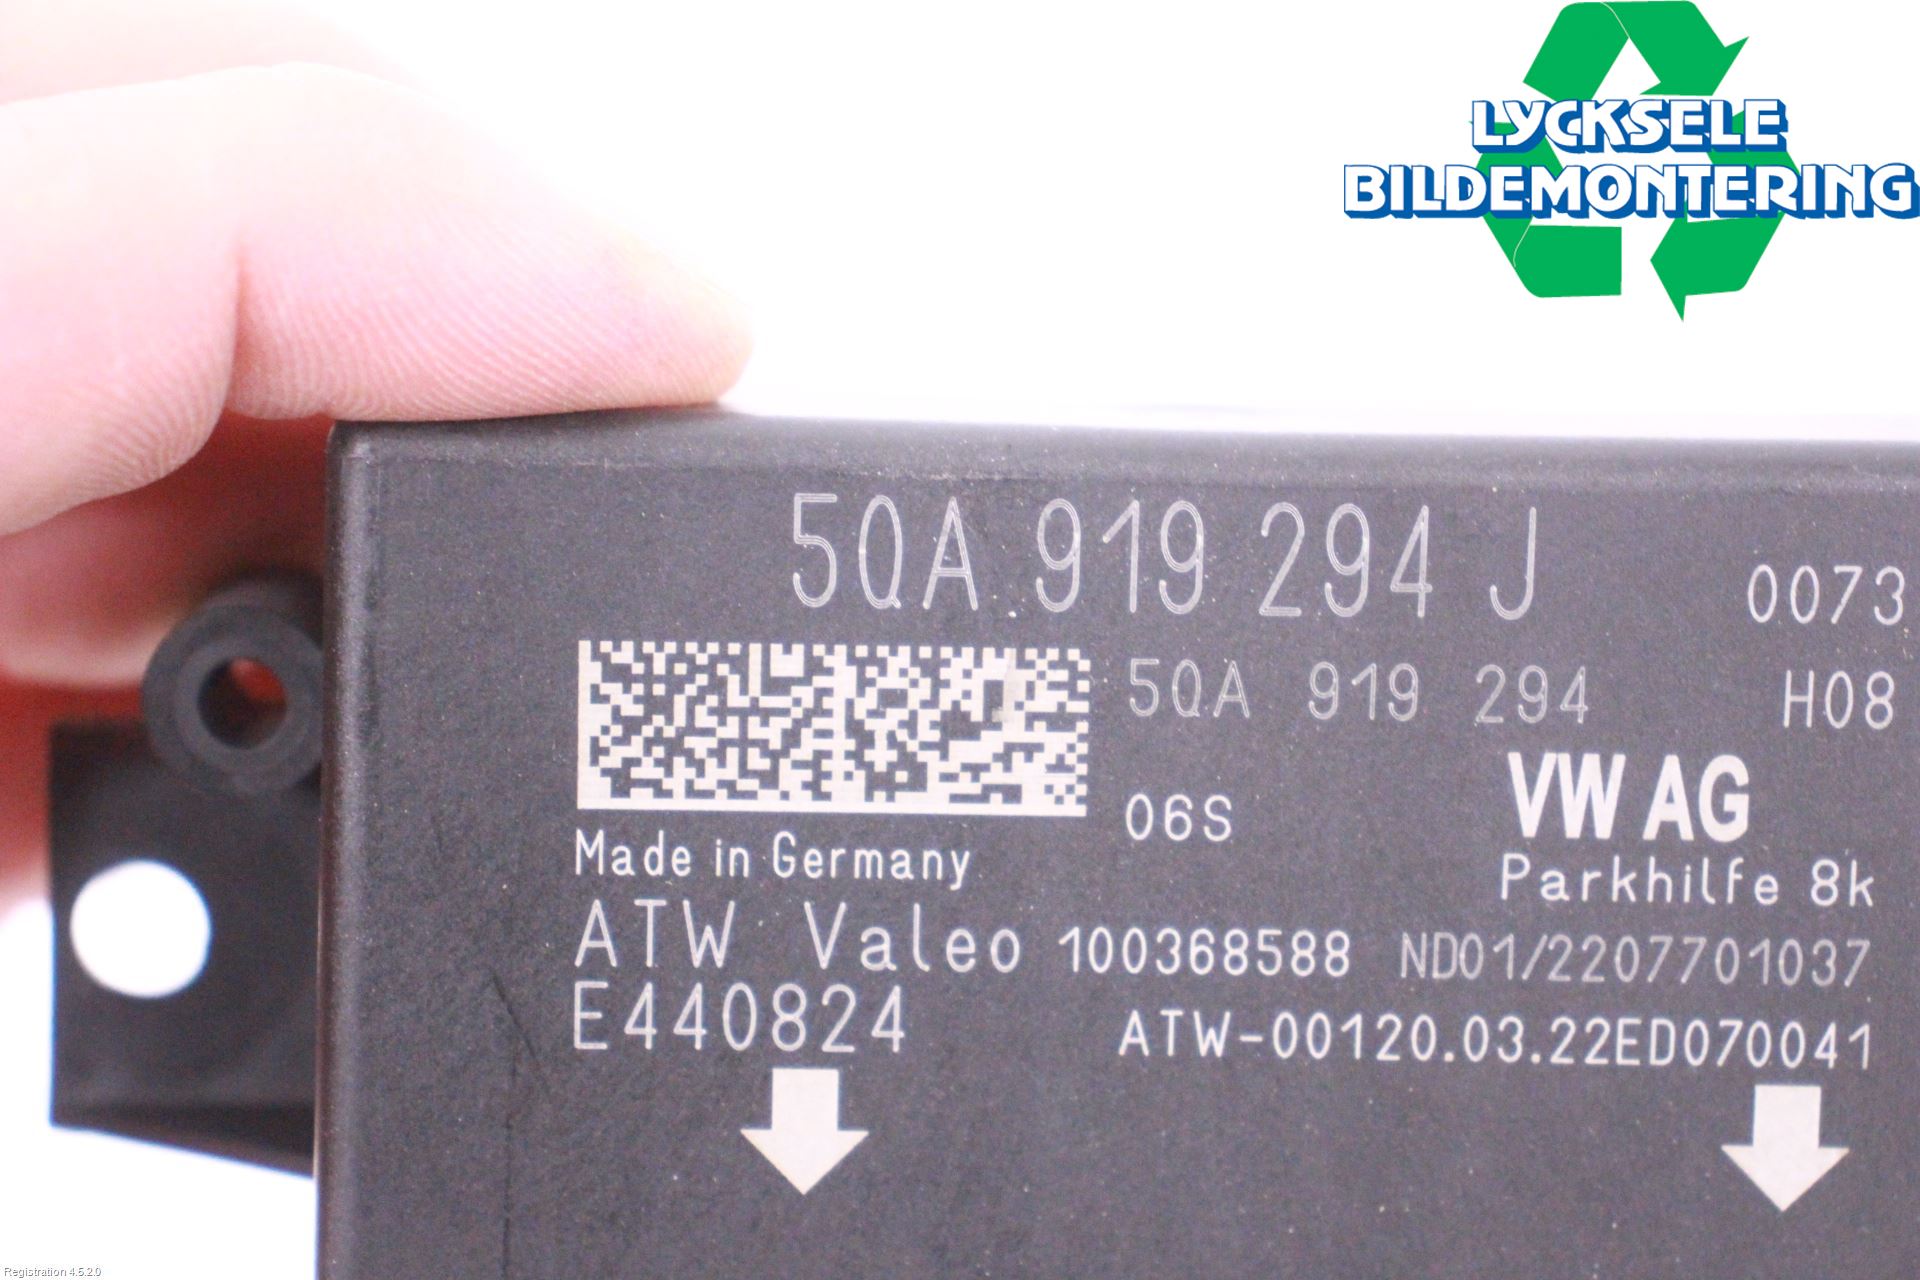 LYCKSELE
BILDEMONTERING
5QA 919 294 J
0073
5QA 919 294
H08
06S
VW AG
Made in Germany
Parkhilfe 8k
ATW Valeo 100368588 ND01/2207701037
E440824
ATW-00120.03.22ED070041
Registration 4.5.2.0